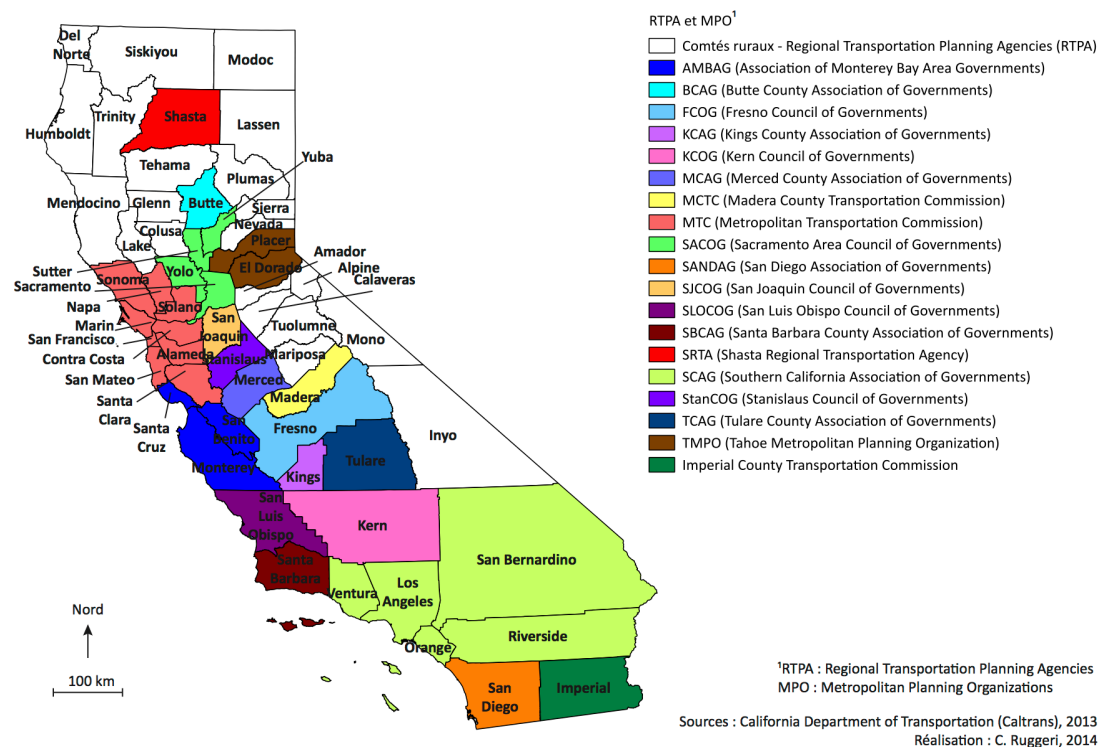 RTPA et MPO¹
Comtés ruraux - Regional Transportation Planning Agencies (RTPA)
AMBAG (Association of Monterey Bay Area Governments)
BCAG (Butte County Association of Governments)
FCOG (Fresno Council of Governments)
KCAG (Kings County Association of Governments)
KCOG (Kern Council of Governments)
MCAG (Merced County Association of Governments)
MCTC (Madera County Transportation Commission)
MTC (Metropolitan Transportation Commission)
SACOG (Sacramento Area Council of Governments)
SANDAG (San Diego Association of Governments)
SJCOG (San Joaquin Council of Governments)
SLOCOG (San Luis Obispo Council of Governments)
SBCAG (Santa Barbara County Association of Governments)
SRTA (Shasta Regional Transportation Agency)
SCAG (Southern California Association of Governments)
StanCOG (Stanislaus Council of Governments)
TCAG (Tulare County Association of Governments)
TMPO (Tahoe Metropolitan Planning Organization)
Imperial County Transportation Commission
Del
Norte
Siskiyou
Modoc
Humboldt
Trinity
Shasta
Lassen
Tehama
Yuba
Plumas
Mendocino
Glenn
Butte
Sierra
Nevada
Colusa
Lake
Placer
Amador
El Dorado
Alpine
Calaveras
Sutter
Yolo
Sacramento
Sonoma
Napa
Solano
Marin
San Francisco
San
Joaquin
Tuolumne
Mono
Contra Costa
Alameda
Stanislaus
Mariposa
San Mateo
Merced
Madera
Santa
Clara
Santa
Cruz
San
Benito
Fresno
Inyo
Monterey
Kings
Tulare
San
Luis
Obispo
Kern
San Bernardino
Santa
Barbara
Ventura
Los
Angeles
Orange
Riverside
San
Diego
Imperial
Nord
100 km
¹RTPA : Regional Transportation Planning Agencies
MPO : Metropolitan Planning Organizations
Sources : California Department of Transportation (Caltrans), 2013
Réalisation : C. Ruggeri, 2014